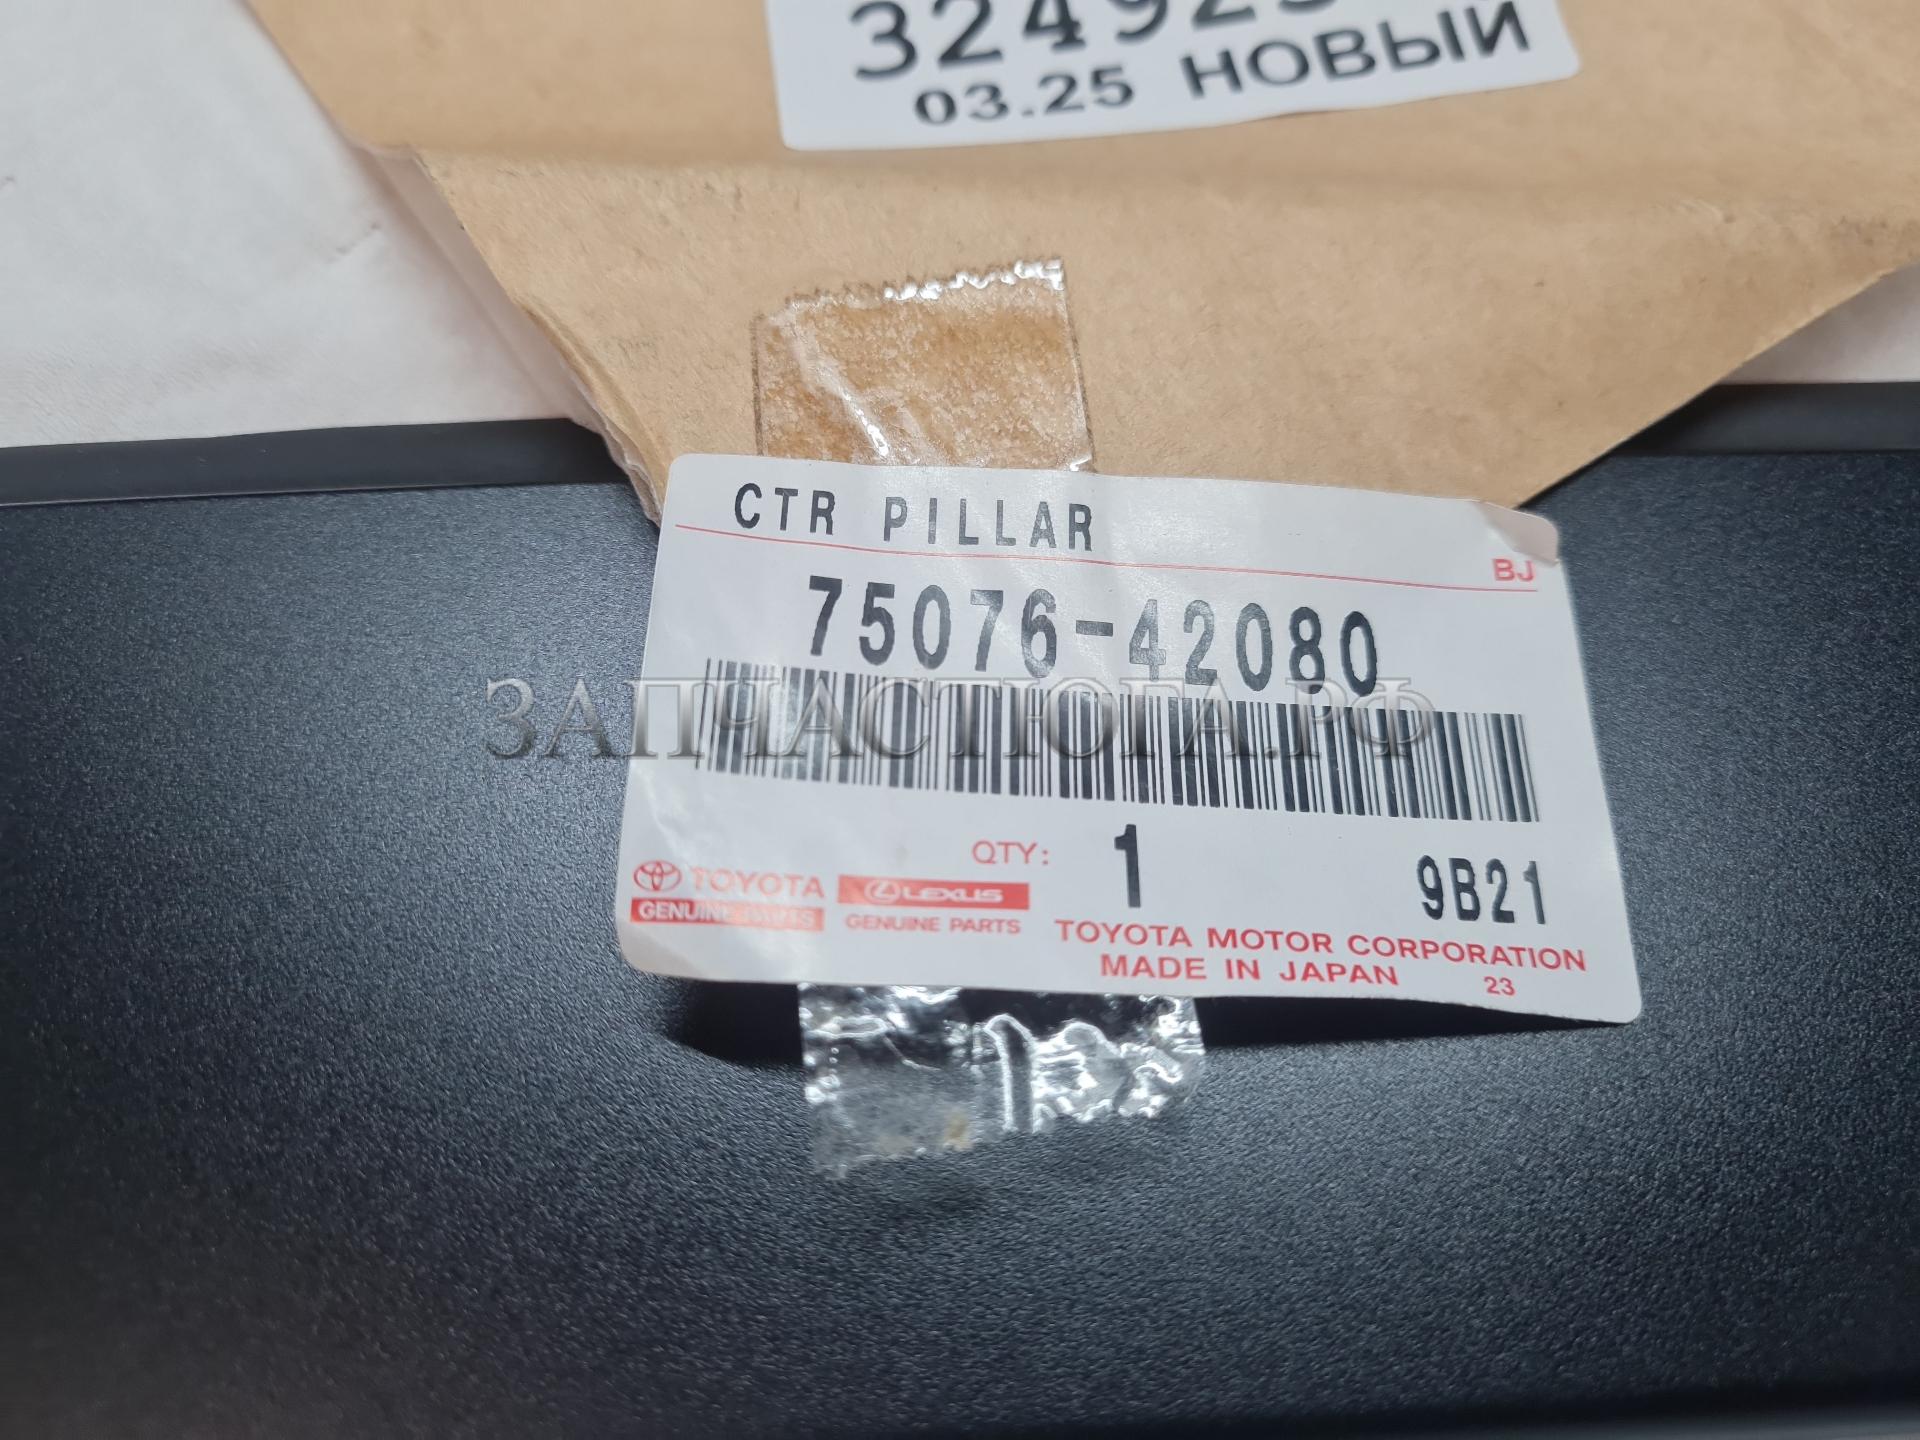 03.25 НОВЫЙ
CTR PILLAR
BJ
75076-42080
ЗАПЧАСТЮГА.РФ
QTY: 1
9B21
TOYOTA
GENUINE PARTS
LEXUS
GENUINE PARTS
TOYOTA MOTOR CORPORATION
MADE IN JAPAN 23